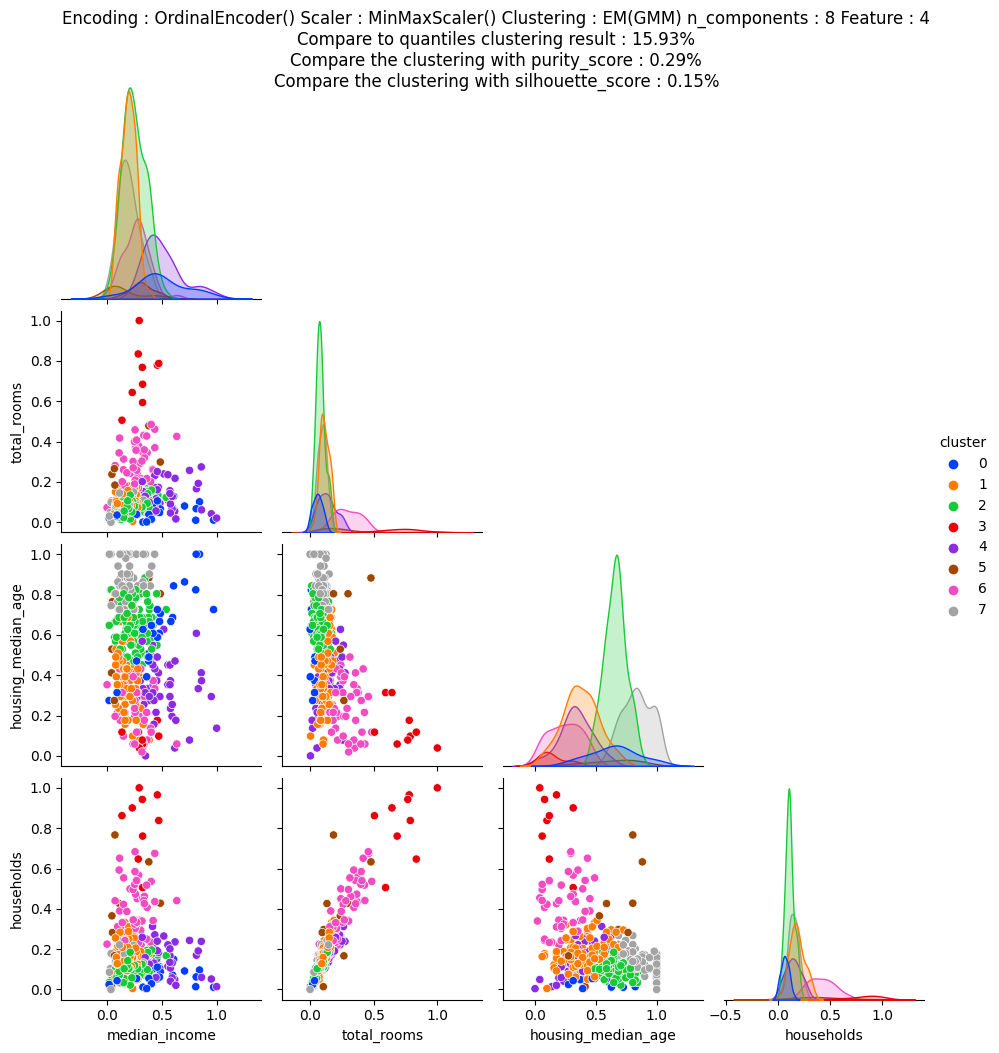 Encoding : OrdinalEncoder() Scaler : MinMaxScaler() Clustering : EM(GMM) n_components : 8 Feature : 4
Compare to quantiles clustering result : 15.93%
Compare the clustering with purity_score : 0.29%
Compare the clustering with silhouette_score : 0.15%
1.0
0.8
0.6
0.4
0.2
0.0
total_rooms
cluster
0
1
2
3
4
5
6
7
1.0
0.8
0.6
0.4
0.2
0.0
housing_median_age
1.0
0.8
0.6
0.4
0.2
0.0
households
0.0 0.5 1.0
0.0 0.5 1.0
0.0 0.5 1.0
−0.5 0.0 0.5 1.0
median_income
total_rooms
housing_median_age
households